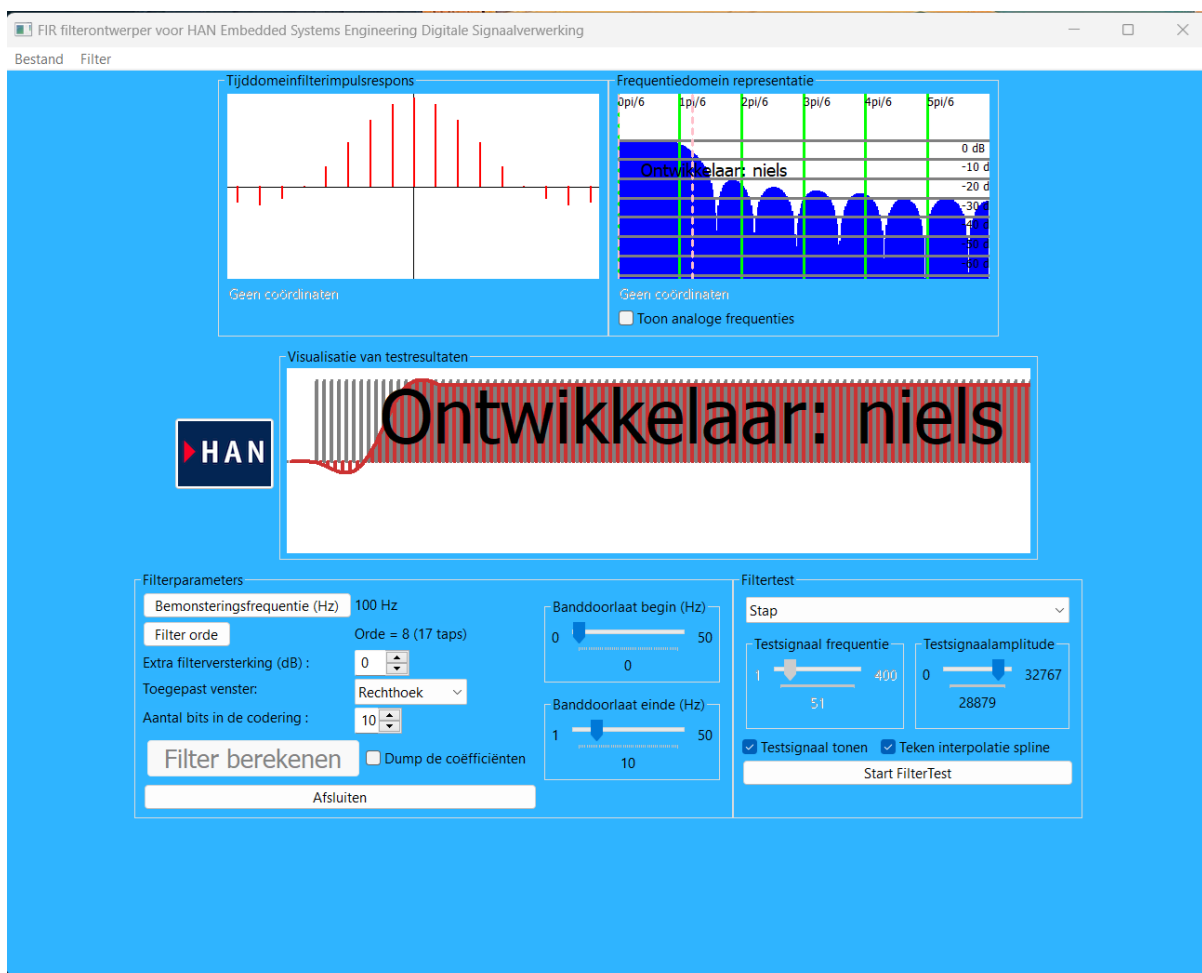 FIR filterontwerper voor HAN Embedded Systems Engineering Digitale Signaalverwerking
Bestand Filter
Tijddomeinfilterimpulsrespons
Geen coördinaten
Frequentiedomein representatie
0pi/6 1pi/6 2pi/6 3pi/6 4pi/6 5pi/6
0 dB
-10 d
Ontwikkelaar: niels
-20 d
-30 d
-40 d
Geen coördinaten
Toon analoge frequenties
Visualisatie van testresultaten
Ontwikkelaar: niels
HAN
Filterparameters
Bemonsteringsfrequentie (Hz) 100 Hz
Filter orde Orde = 8 (17 taps)
Extra filterversterking (dB) : 0
Toegepast venster: Rechthoek
Aantal bits in de codering : 10
Filter berekenen Dump de coëfficiënten
Afsluiten
Banddoorlaat begin (Hz)
0 50
0
Banddoorlaat einde (Hz)
1 50
10
Filtertest
Stap
Testsignaal frequentie
1 400
51
Testsignaalamplitude
0 32767
28879
Testsignaal tonen Teken interpolatie spline
Start FilterTest